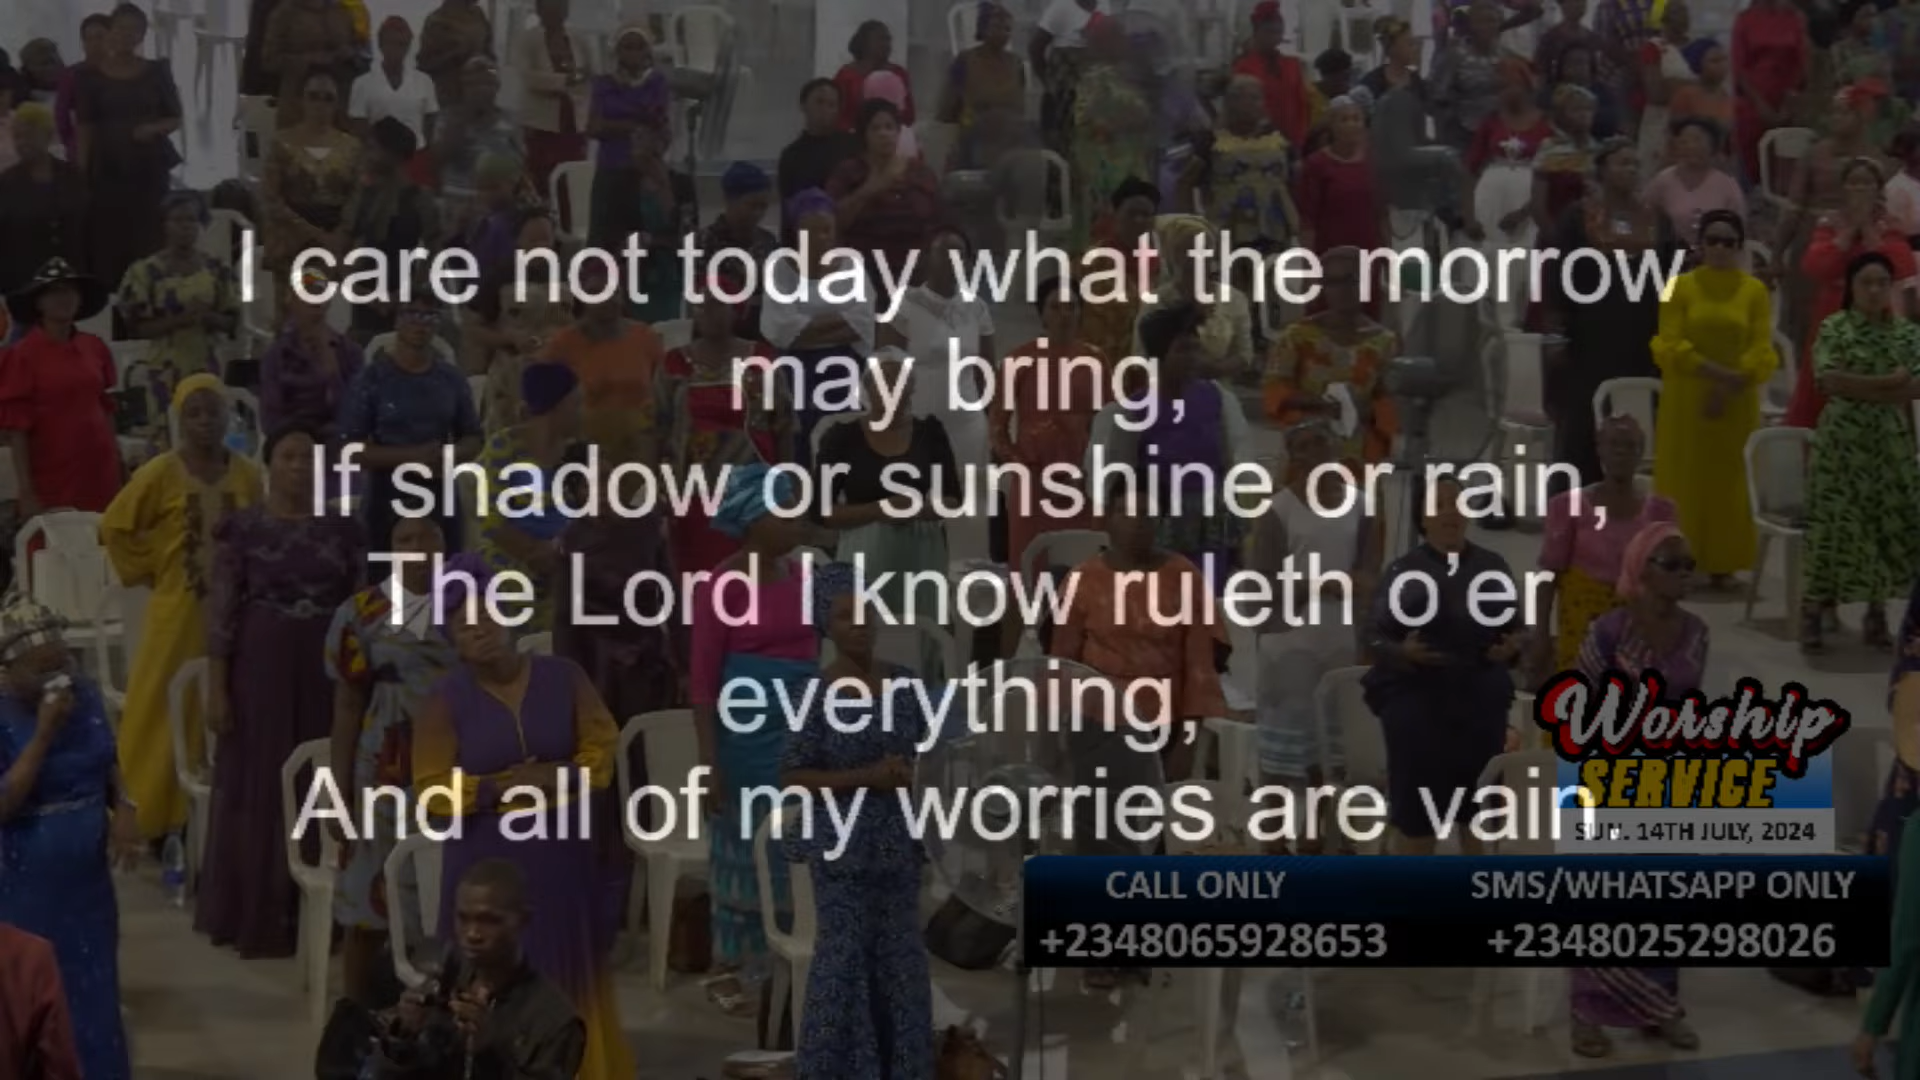 I care not today what the morrow
may bring,
If shadow or sunshine or rain,
The Lord I know ruleth o’er
everything,
And all of my worries are vain.
Worship
SERVICE
SUN. 14TH JULY, 2024
CALL ONLY
SMS/WHATSAPP ONLY
+2348065928653
+2348025298026